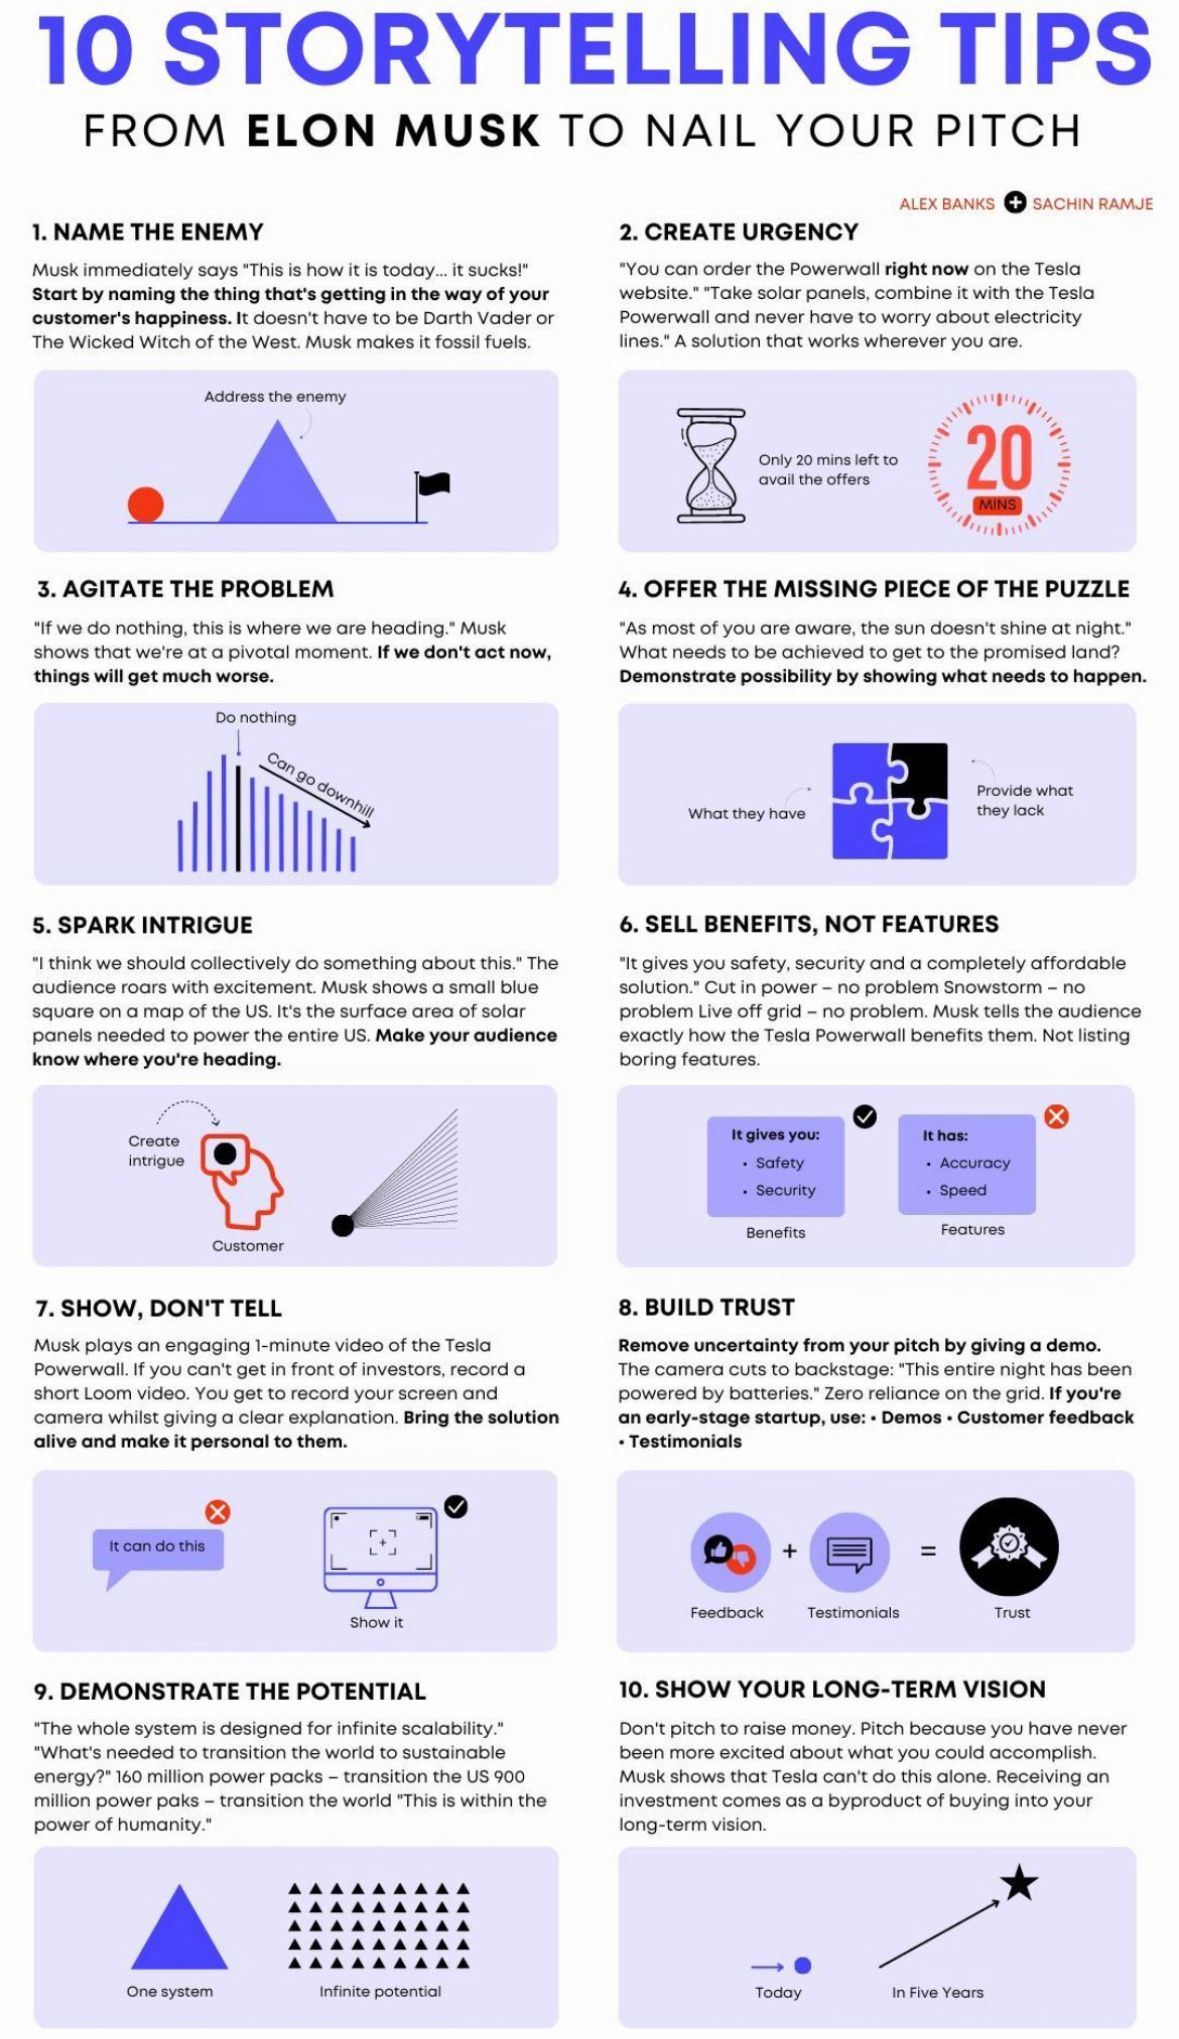 10 STORYTELLING TIPS
FROM ELON MUSK TO NAIL YOUR PITCH
ALEX BANKS + SACHIN RAMJE
1. NAME THE ENEMY
Musk immediately says "This is how it is today... it sucks!"
Start by naming the thing that's getting in the way of your
customer's happiness. It doesn't have to be Darth Vader or
The Wicked Witch of the West. Musk makes it fossil fuels.
Address the enemy
2. CREATE URGENCY
"You can order the Powerwall right now on the Tesla
website." "Take solar panels, combine it with the Tesla
Powerwall and never have to worry about electricity
lines." A solution that works wherever you are.
Only 20 mins left to
avail the offers
20
MINS
3. AGITATE THE PROBLEM
"If we do nothing, this is where we are heading." Musk
shows that we're at a pivotal moment. If we don't act now,
things will get much worse.
Do nothing
Can go downhill
4. OFFER THE MISSING PIECE OF THE PUZZLE
"As most of you are aware, the sun doesn't shine at night."
What needs to be achieved to get to the promised land?
Demonstrate possibility by showing what needs to happen.
What they have
Provide what
they lack
5. SPARK INTRIGUE
"I think we should collectively do something about this." The
audience roars with excitement. Musk shows a small blue
square on a map of the US. It's the surface area of solar
panels needed to power the entire US. Make your audience
know where you're heading.
Create
intrigue
Customer
6. SELL BENEFITS, NOT FEATURES
"It gives you safety, security and a completely affordable
solution." Cut in power – no problem Snowstorm – no
problem Live off grid – no problem. Musk tells the audience
exactly how the Tesla Powerwall benefits them. Not listing
boring features.
It gives you:
• Safety
• Security
Benefits
It has:
• Accuracy
• Speed
Features
7. SHOW, DON'T TELL
Musk plays an engaging 1-minute video of the Tesla
Powerwall. If you can't get in front of investors, record a
short Loom video. You get to record your screen and
camera whilst giving a clear explanation. Bring the solution
alive and make it personal to them.
It can do this
Show it
8. BUILD TRUST
Remove uncertainty from your pitch by giving a demo.
The camera cuts to backstage: "This entire night has been
powered by batteries." Zero reliance on the grid. If you're
an early-stage startup, use: • Demos • Customer feedback
• Testimonials
Feedback
+
Testimonials
=
Trust
9. DEMONSTRATE THE POTENTIAL
"The whole system is designed for infinite scalability."
"What's needed to transition the world to sustainable
energy?" 160 million power packs – transition the US 900
million power paks – transition the world "This is within the
power of humanity."
One system
Infinite potential
10. SHOW YOUR LONG-TERM VISION
Don't pitch to raise money. Pitch because you have never
been more excited about what you could accomplish.
Musk shows that Tesla can't do this alone. Receiving an
investment comes as a byproduct of buying into your
long-term vision.
Today
In Five Years